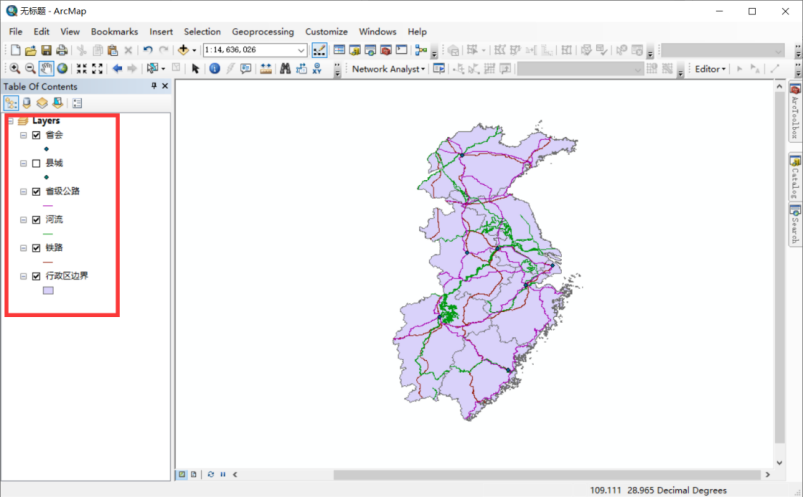 无标题 - ArcMap
File Edit View Bookmarks Insert Selection Geoprocessing Customize Windows Help
1:14,636,026
Network Analyst
Editor
Table Of Contents
Layers
省会
县城
省级公路
河流
铁路
行政区边界
ArcToolbox
Catalog
Search
109.111 28.965 Decimal Degrees